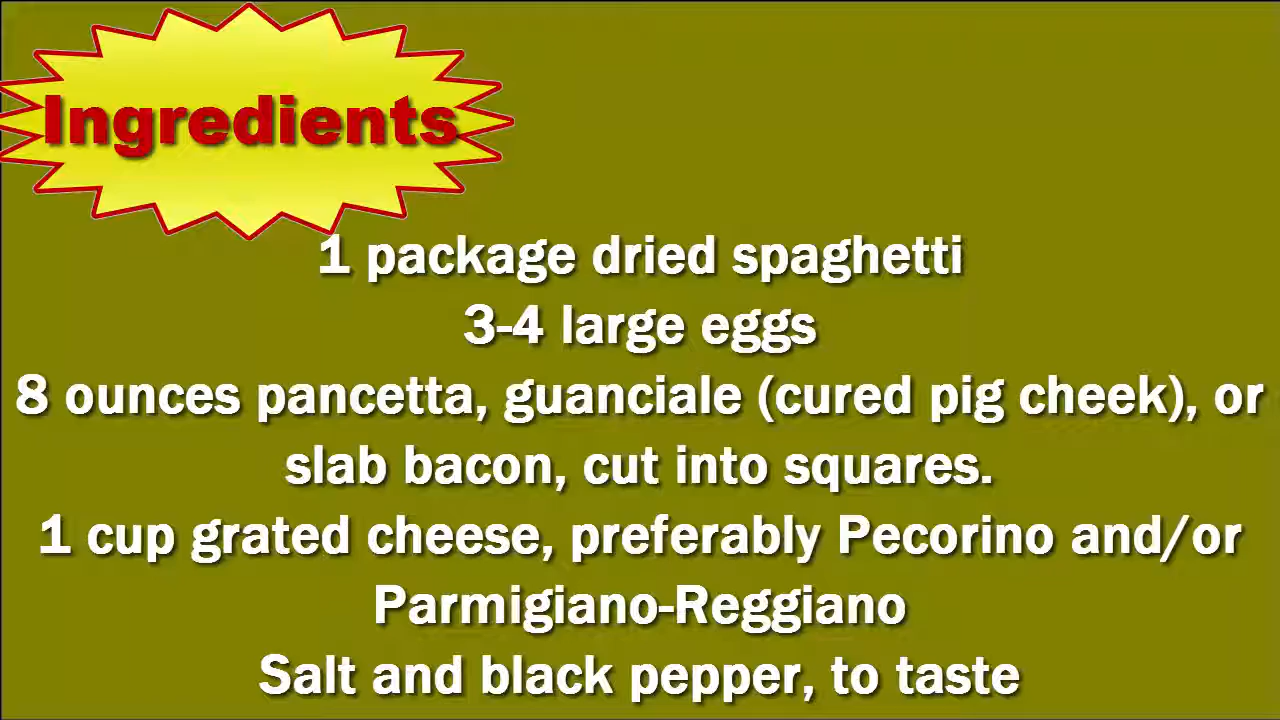 Ingredients
1 package dried spaghetti
3-4 large eggs
8 ounces pancetta, guanciale (cured pig cheek), or
slab bacon, cut into squares.
1 cup grated cheese, preferably Pecorino and/or
Parmigiano-Reggiano
Salt and black pepper, to taste